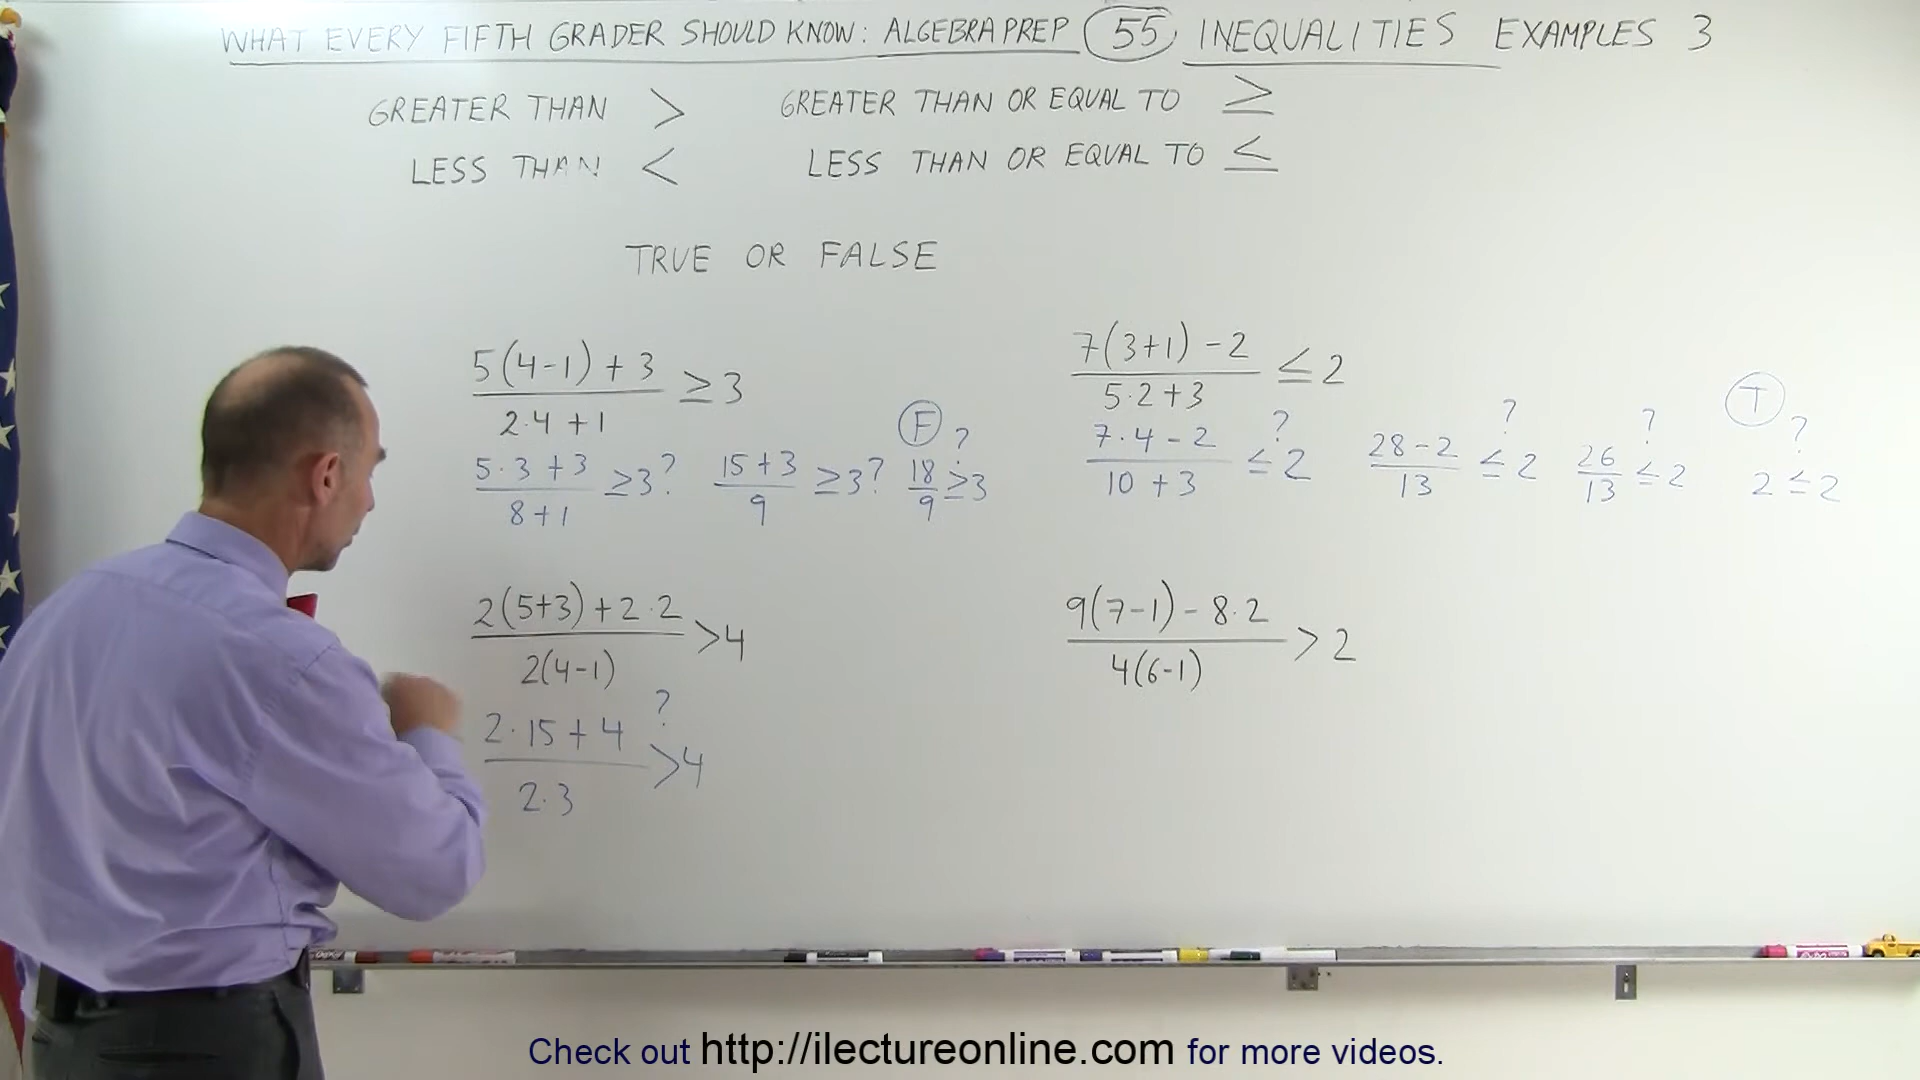 WHAT EVERY FIFTH GRADER SHOULD KNOW: ALGEBRA PREP 55 INEQUALITIES EXAMPLES 3
GREATER THAN > GREATER THAN OR EQUAL TO ≥
LESS THAN < LESS THAN OR EQUAL TO ≤
TRUE OR FALSE
5(4-1)+3 / 2·4+1 ≥3
5·3+3 / 8+1 ≥3? 15+3 / 9 ≥3? 18/9 ≥3 ? F
7(3+1)-2 / 5·2+3 ≤2
7·4-2 / 10+3 ≤2 ? 28-2 / 13 ≤2 ? 26/13 ≤2 ? 2≤2 ? T
2(5+3)+2·2 / 2(4-1) >4
2·15+4 / 2·3 >4 ?
9(7-1)-8·2 / 4(6-1) >2
Check out http://ilectureonline.com for more videos.